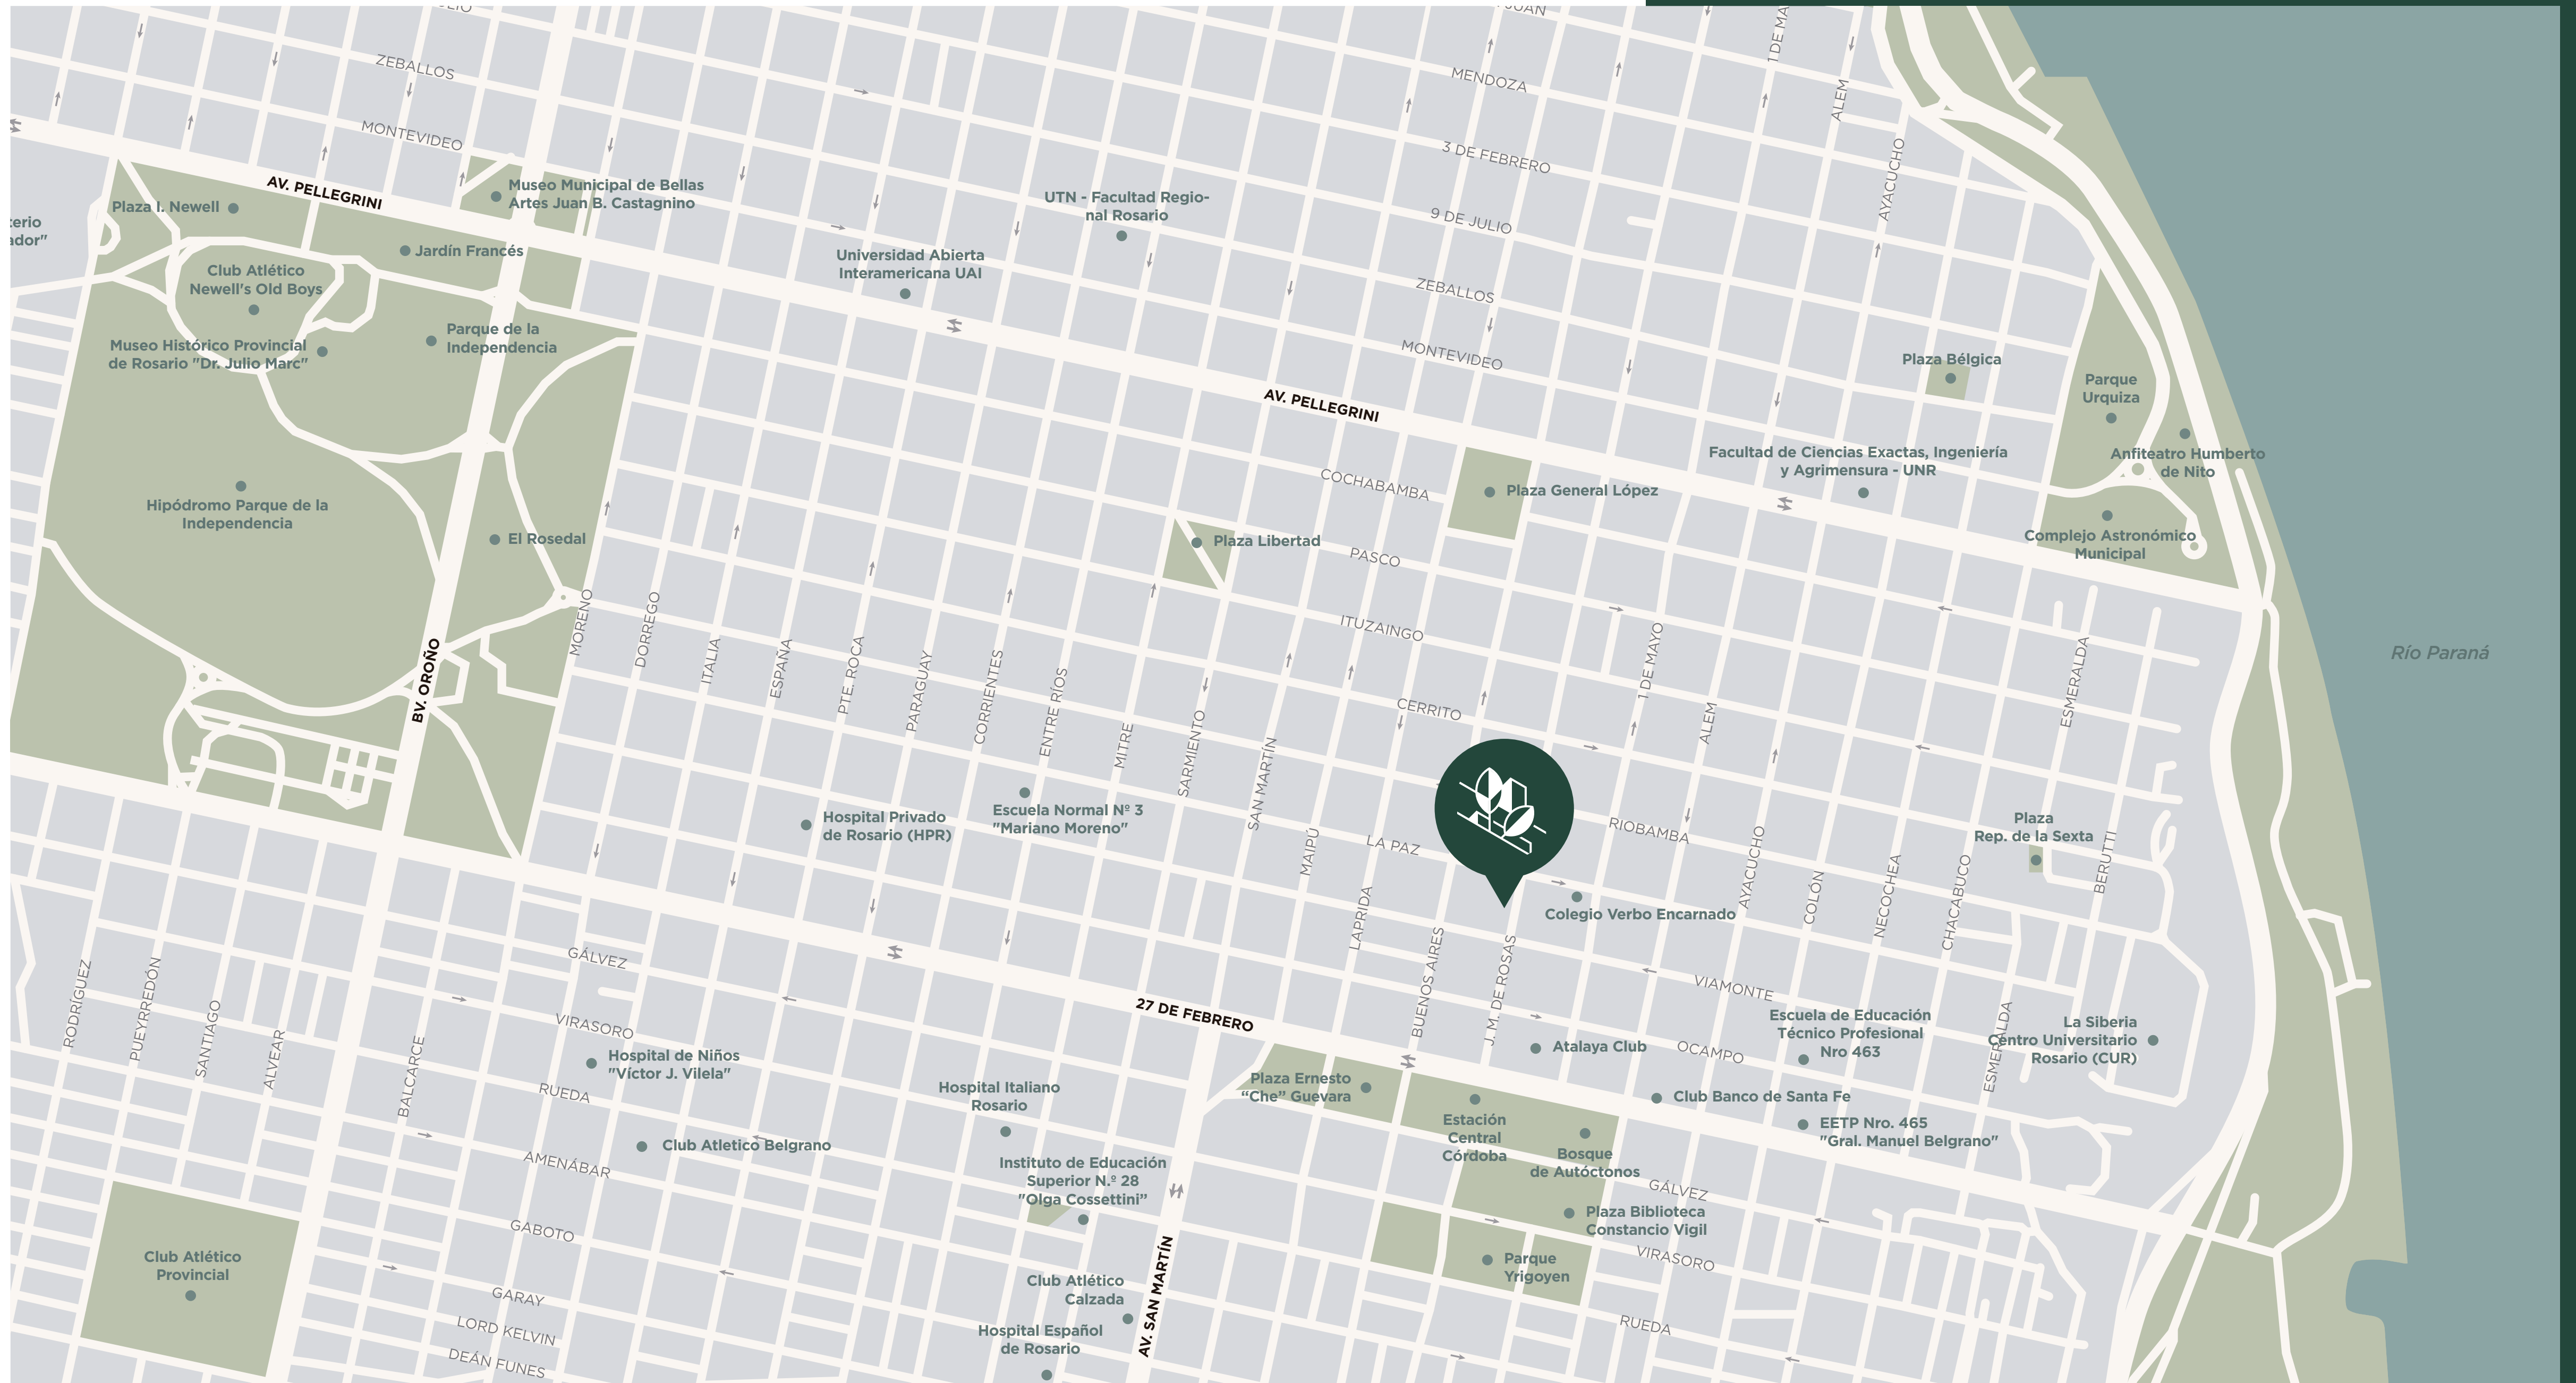 JUAN
1 DE MA
ZEBALLOS
MENDOZA
ALEM
MONTEVIDEO
3 DE FEBRERO
AYACUCHO
AV. PELLEGRINI
Museo Municipal de Bellas
Artes Juan B. Castagnino
Plaza I. Newell
UTN - Facultad Regio-
nal Rosario
9 DE JULIO
terio
ador"
Jardín Francés
Universidad Abierta
Interamericana UAI
Club Atlético
Newell's Old Boys
ZEBALLOS
Parque de la
Independencia
Museo Histórico Provincial
de Rosario "Dr. Julio Marc"
MONTEVIDEO
Plaza Bélgica
Parque
Urquiza
AV. PELLEGRINI
Facultad de Ciencias Exactas, Ingeniería
y Agrimensura - UNR
Anfiteatro Humberto
de Nito
COCHABAMBA
Plaza General López
Hipódromo Parque de la
Independencia
El Rosedal
Plaza Libertad
Complejo Astronómico
Municipal
PASCO
ITUZAINGO
MORENO
DORREGO
ITALIA
ESPAÑA
PTE. ROCA
PARAGUAY
CORRIENTES
ENTRE RÍOS
MITRE
SARMIENTO
SAN MARTÍN
1 DE MAYO
ALEM
ESMERALDA
Río Paraná
BV. OROÑO
CERRITO
Hospital Privado
de Rosario (HPR)
Escuela Normal Nº 3
"Mariano Moreno"
MAIPÚ
LA PAZ
RIOBAMBA
Plaza
Rep. de la Sexta
LAPRIDA
BUENOS AIRES
J. M. DE ROSAS
Colegio Verbo Encarnado
AYACUCHO
COLÓN
NECOCHEA
CHACABUCO
BERUTTI
GÁLVEZ
VIAMONTE
RODRÍGUEZ
PUEYRREDÓN
SANTIAGO
ALVEAR
BALCARCE
VIRASORO
27 DE FEBRERO
Escuela de Educación
Técnico Profesional
Nro 463
La Siberia
Centro Universitario
Rosario (CUR)
ESMERALDA
Atalaya Club
OCAMPO
Hospital de Niños
"Víctor J. Vilela"
RUEDA
Hospital Italiano
Rosario
Plaza Ernesto
“Che” Guevara
Club Banco de Santa Fe
Estación
Central
Córdoba
EETP Nro. 465
"Gral. Manuel Belgrano"
Club Atletico Belgrano
Bosque
de Autóctonos
AMENÁBAR
Instituto de Educación
Superior N.º 28
"Olga Cossettini”
GÁLVEZ
Plaza Biblioteca
Constancio Vigil
GABOTO
Club Atlético
Provincial
VIRASORO
Parque
Yrigoyen
AV. SAN MARTÍN
Club Atlético
Calzada
GARAY
LORD KELVIN
RUEDA
Hospital Español
de Rosario
DEÁN FUNES